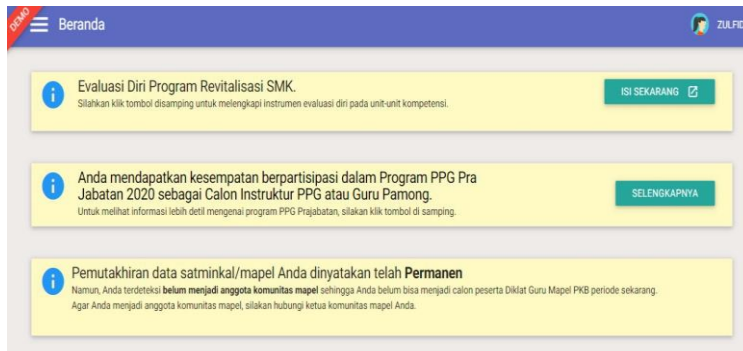 DEMO
Beranda
Evaluasi Diri Program Revitalisasi SMK.
Silahkan klik tombol disamping untuk melengkapi instrumen evaluasi diri pada unit-unit kompetensi.
ISI SEKARANG
Anda mendapatkan kesempatan berpartisipasi dalam Program PPG Pra
Jabatan 2020 sebagai Calon Instruktur PPG atau Guru Pamong.
Untuk melihat informasi lebih detil mengenai program PPG Prajabatan, silakan klik tombol di samping.
SELENGKAPNYA
Pemutakhiran data satminkal/mapel Anda dinyatakan telah Permanen
Namun, Anda terdeteksi belum menjadi anggota komunitas mapel sehingga Anda belum bisa menjadi calon peserta Diklat Guru Mapel PKB periode sekarang.
Agar Anda menjadi anggota komunitas mapel, silakan hubungi ketua komunitas mapel Anda.